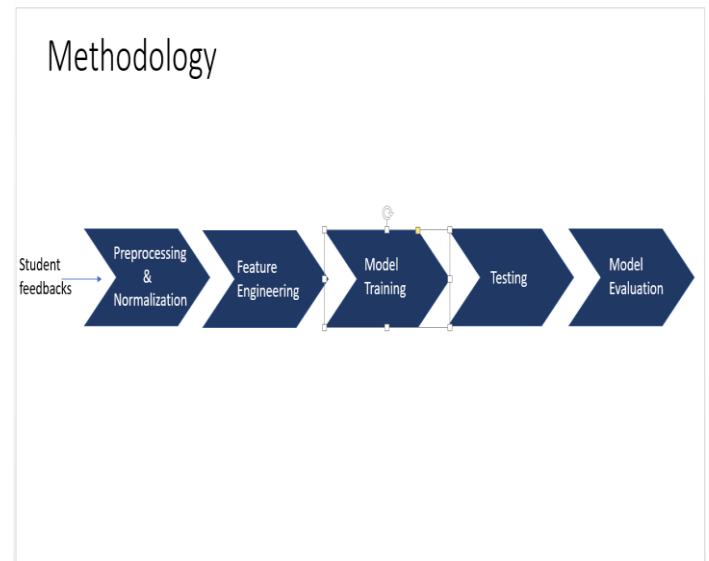 Methodology
Student
feedbacks
Preprocessing
&
Normalization
Feature
Engineering
Model
Training
Testing
Model
Evaluation